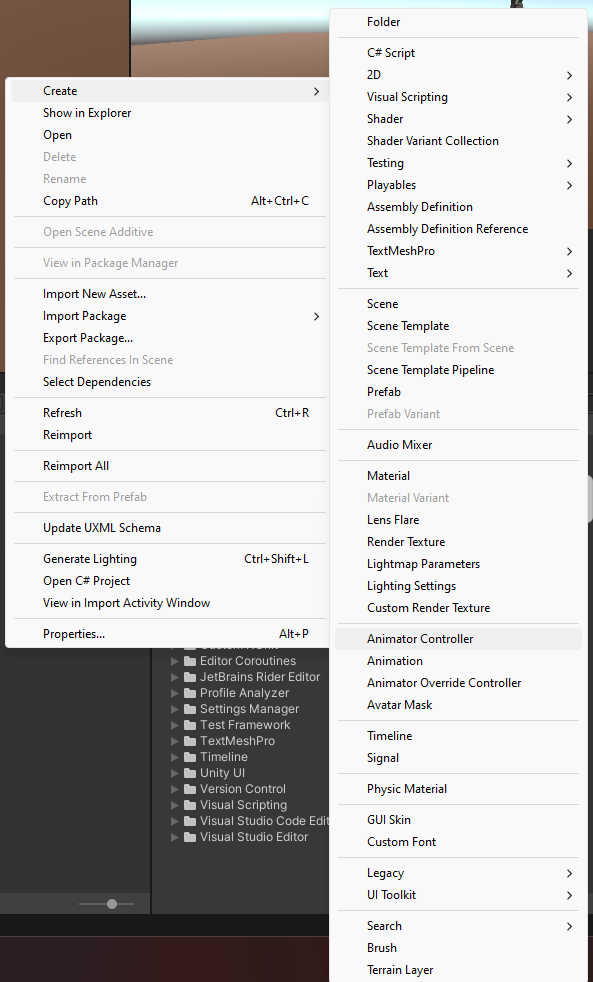 Create
Show in Explorer
Open
Delete
Rename
Copy Path Alt+Ctrl+C
Open Scene Additive
View in Package Manager
Import New Asset...
Import Package
Export Package...
Find References In Scene
Select Dependencies
Refresh Ctrl+R
Reimport
Reimport All
Extract From Prefab
Update UXML Schema
Generate Lighting Ctrl+Shift+L
Open C# Project
View in Import Activity Window
Properties... Alt+P
Folder
C# Script
2D
Visual Scripting
Shader
Shader Variant Collection
Testing
Playables
Assembly Definition
Assembly Definition Reference
TextMeshPro
Text
Scene
Scene Template
Scene Template From Scene
Scene Template Pipeline
Prefab
Prefab Variant
Audio Mixer
Material
Material Variant
Lens Flare
Render Texture
Lightmap Parameters
Lighting Settings
Custom Render Texture
Animator Controller
Animation
Animator Override Controller
Avatar Mask
Timeline
Signal
Physic Material
GUI Skin
Custom Font
Legacy
UI Toolkit
Search
Brush
Terrain Layer
Editor Coroutines
JetBrains Rider Editor
Profile Analyzer
Settings Manager
Test Framework
TextMeshPro
Timeline
Unity UI
Version Control
Visual Scripting
Visual Studio Code Edit
Visual Studio Editor